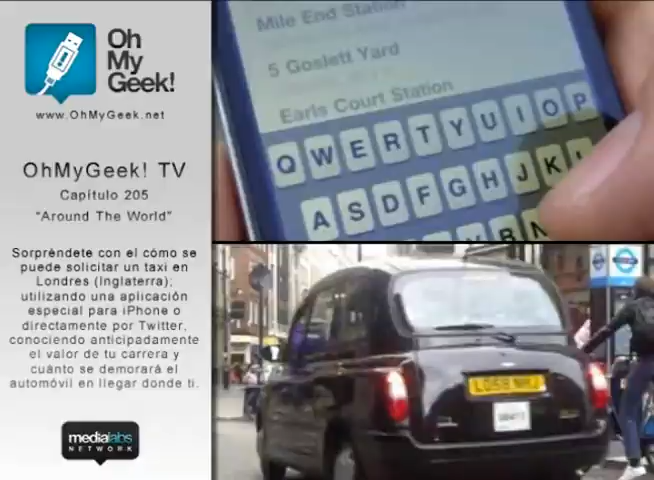 Oh
My
Geek!
www.OhMyGeek.net
OhMyGeek! TV
Capítulo 205
"Around The World"
Sorpréndete con el cómo se
puede solicitar un taxi en
Londres (Inglaterra);
utilizando una aplicación
especial para iPhone o
directamente por Twitter,
conociendo anticipadamente
el valor de tu carrera y
cuánto se demorará el
automóvil en llegar donde ti.
medialabs
NETWORK
Mile End Station
5 Goslett Yard
Earls Court Station
Q W E R T Y U I O P
A S D F G H J K L
V B N